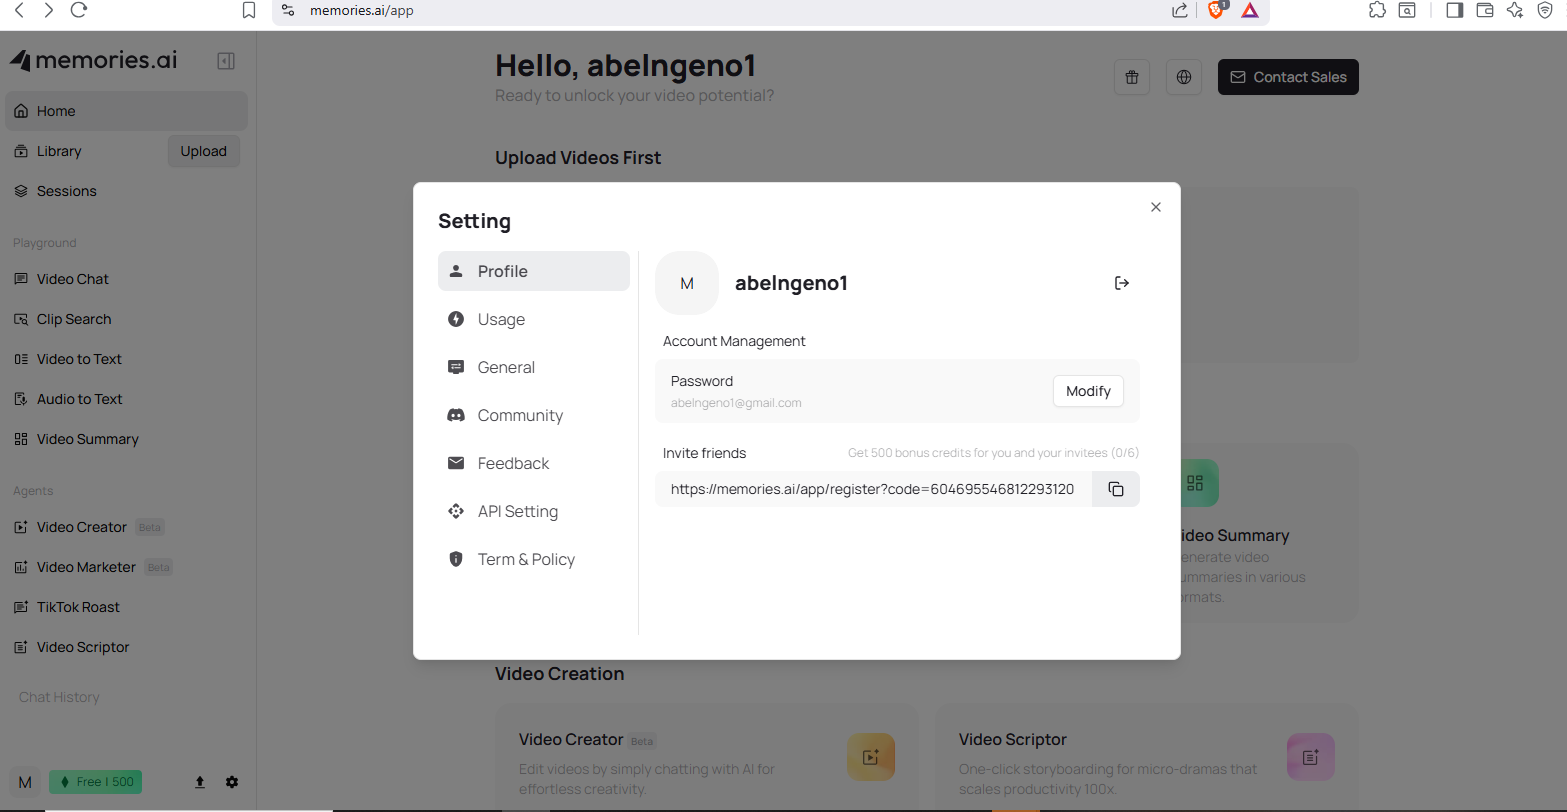 memories.ai/app
1
memories.ai
Home
Library
Upload
Sessions
Playground
Video Chat
Clip Search
Video to Text
Audio to Text
Video Summary
Agents
Video Creator Beta
Video Marketer Beta
TikTok Roast
Video Scriptor
Chat History
M
Free | 500
Hello, abelngeno1
Ready to unlock your video potential?
Contact Sales
Upload Videos First
Setting
Profile
Usage
General
Community
Feedback
API Setting
Term & Policy
M
abelngeno1
Account Management
Password
abelngeno1@gmail.com
Modify
Invite friends
Get 500 bonus credits for you and your invitees (0/6)
https://memories.ai/app/register?code=604695546812293120
ideo Summary
enerate video
ummaries in various
ormats.
Video Creation
Video Creator Beta
Edit videos by simply chatting with AI for
effortless creativity.
Video Scriptor
One-click storyboarding for micro-dramas that
scales productivity 100x.